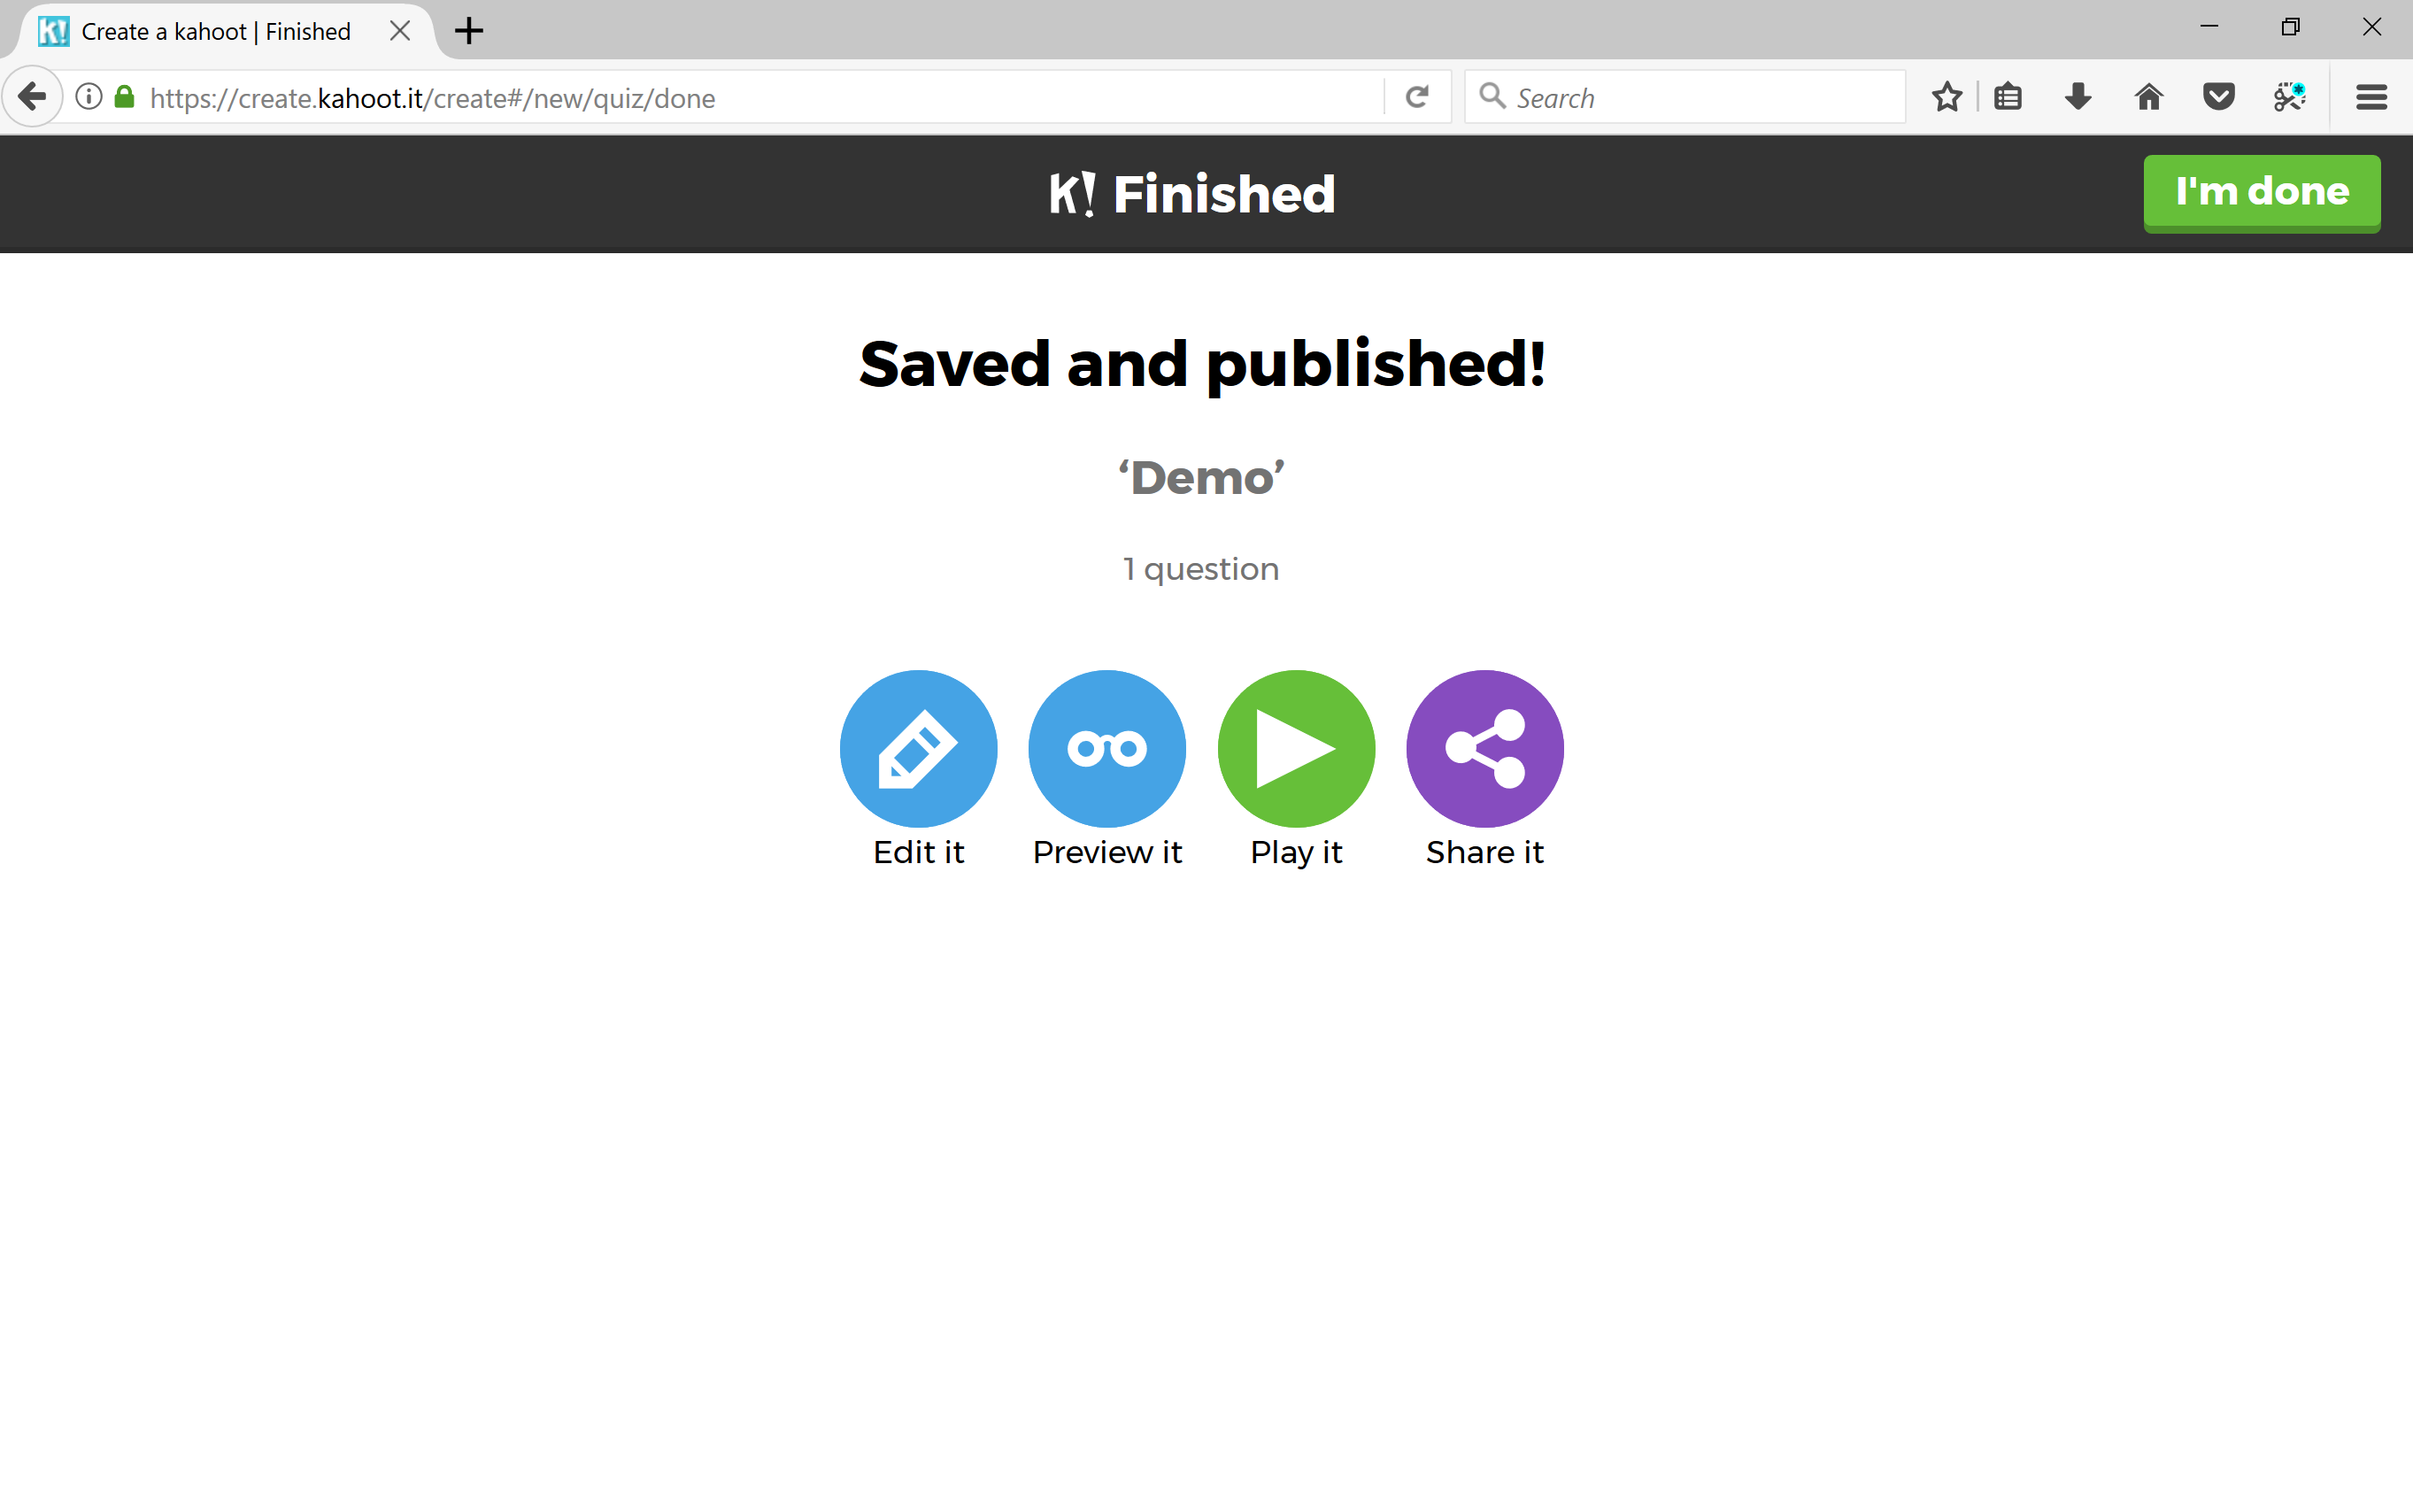 Create a kahoot | Finished
https://create.kahoot.it/create#/new/quiz/done
Search
K! Finished
I'm done
Saved and published!
‘Demo’
1 question
Edit it
Preview it
Play it
Share it